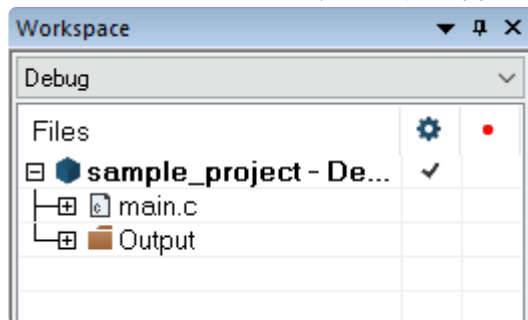 Workspace
Debug
Files
sample_project - De...
main.c
Output